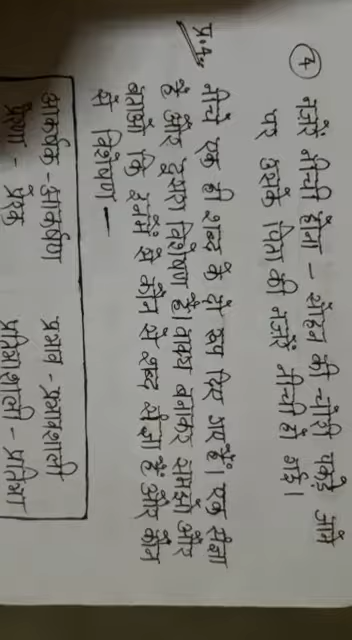 ④ नज़रें नीची होना - मोहन की चोरी पकड़े जाने
पर उसके पिता की नज़रें नीची हो गई।
प्र.4. नीचे एक ही शब्द के दो रूप दिए गए हैं। एक संज्ञा
है और दूसरा विशेषण है। वाक्य बनाकर समझो और
बताओ कि इनमें से कौन से शब्द संज्ञा हैं और कौन
से विशेषण —
आकर्षक - आकर्षण प्रभाव - प्रभावशाली
प्रेरणा - प्रेरक प्रतिभाशाली - प्रतिभा